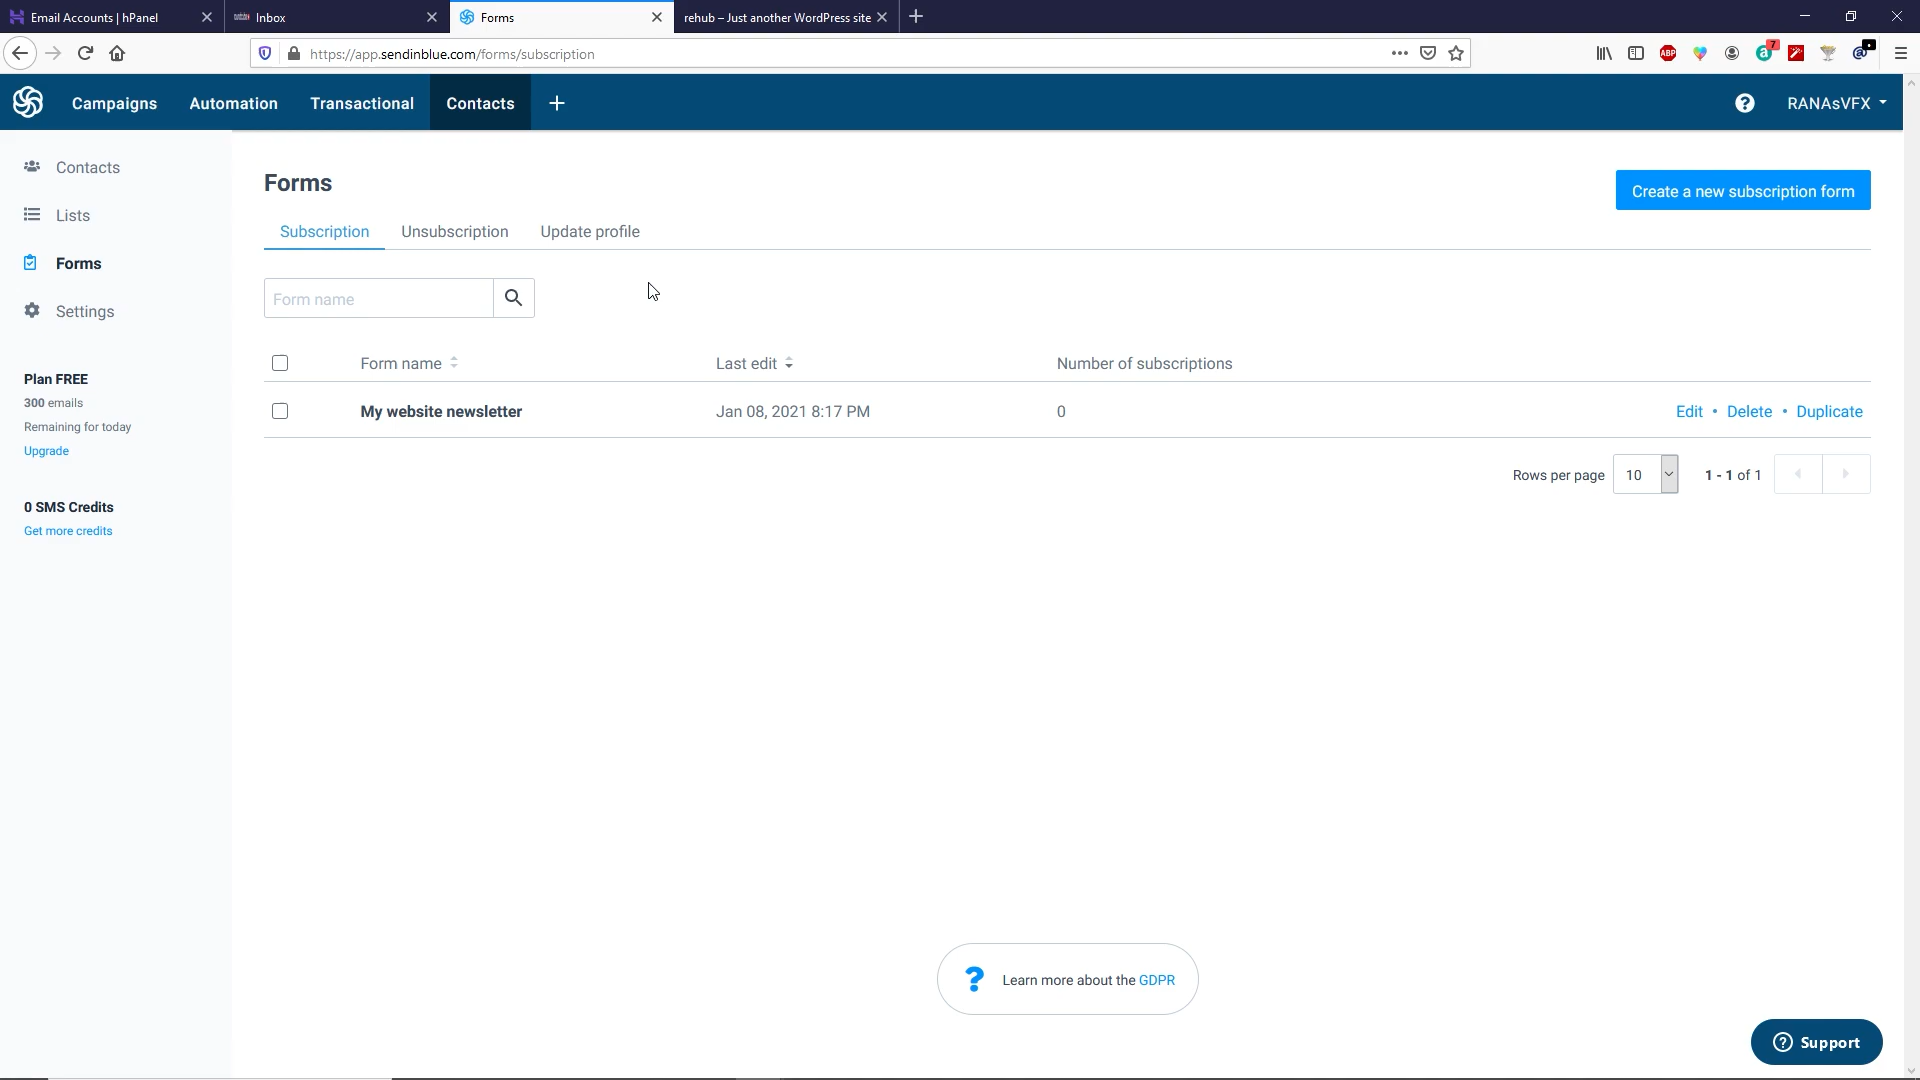 Email Accounts | hPanel
Inbox
Forms
rehub – Just another WordPress site
https://app.sendinblue.com/forms/subscription
ABP
7
Campaigns
Automation
Transactional
Contacts
RANAsVFX
Contacts
Lists
Forms
Settings
Plan FREE
300 emails
Remaining for today
Upgrade
0 SMS Credits
Get more credits
Forms
Create a new subscription form
Subscription
Unsubscription
Update profile
Form name
Form name
Last edit
Number of subscriptions
My website newsletter
Jan 08, 2021 8:17 PM
0
Edit • Delete • Duplicate
Rows per page
10
1 - 1 of 1
? Learn more about the GDPR
Support